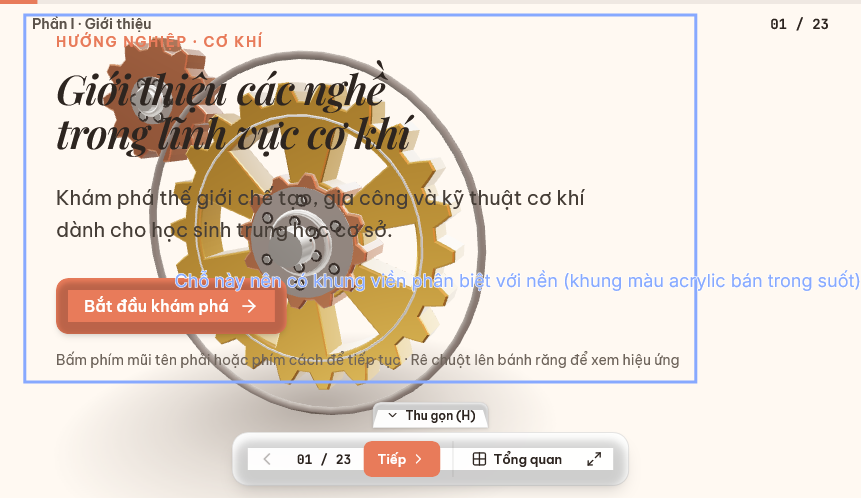 Phần I · Giới thiệu
01 / 23
HƯỚNG NGHIỆP · CƠ KHÍ
Giới thiệu các nghề
trong lĩnh vực cơ khí
Khám phá thế giới chế tạo, gia công và kỹ thuật cơ khí
dành cho học sinh trung học cơ sở.
Chỗ này nên có khung viền phân biệt với nền (khung màu acrylic bán trong suốt)
Bắt đầu khám phá →
Bấm phím mũi tên phải hoặc phím cách để tiếp tục · Rê chuột lên bánh răng để xem hiệu ứng
Thu gọn (H)
01 / 23 Tiếp Tổng quan